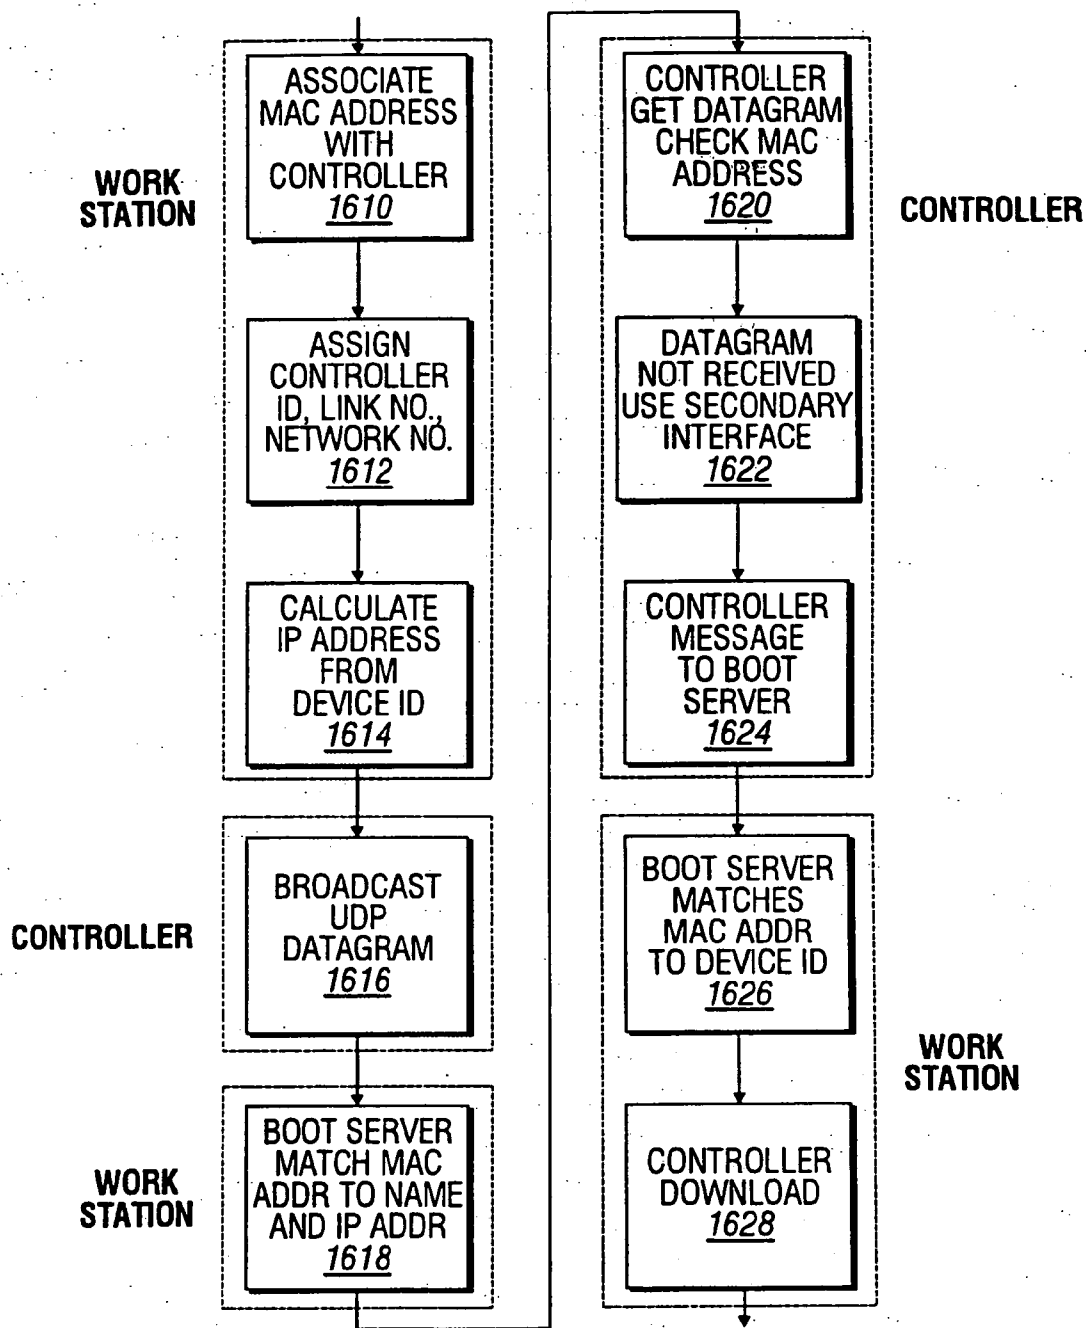 WORK
STATION
ASSOCIATE
MAC ADDRESS
WITH
CONTROLLER
1610
ASSIGN
CONTROLLER
ID, LINK NO.,
NETWORK NO.
1612
CALCULATE
IP ADDRESS
FROM
DEVICE ID
1614
CONTROLLER
BROADCAST
UDP
DATAGRAM
1616
WORK
STATION
BOOT SERVER
MATCH MAC
ADDR TO NAME
AND IP ADDR
1618
CONTROLLER
GET DATAGRAM
CHECK MAC
ADDRESS
1620
CONTROLLER
DATAGRAM
NOT RECEIVED
USE SECONDARY
INTERFACE
1622
CONTROLLER
MESSAGE
TO BOOT
SERVER
1624
BOOT SERVER
MATCHES
MAC ADDR
TO DEVICE ID
1626
WORK
STATION
CONTROLLER
DOWNLOAD
1628